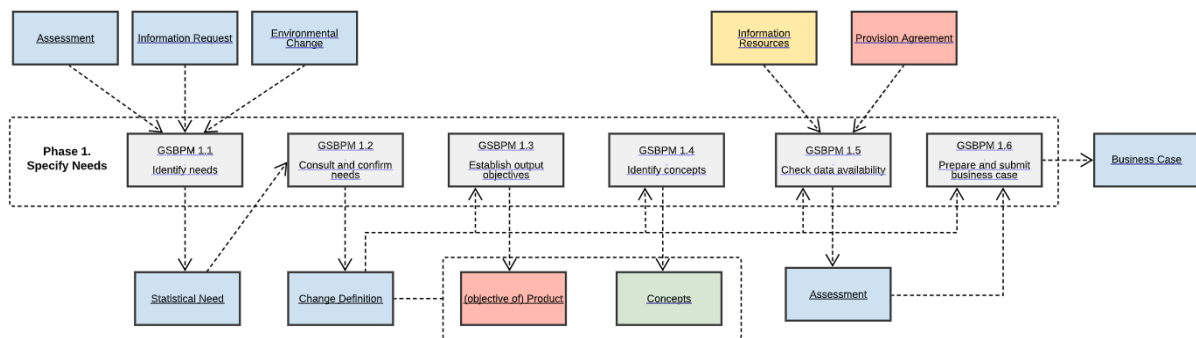 Assessment
Information Request
Environmental
Change
Information
Resources
Provision Agreement
Phase 1.
Specify Needs
GSBPM 1.1
Identify needs
GSBPM 1.2
Consult and confirm
needs
GSBPM 1.3
Establish output
objectives
GSBPM 1.4
Identify concepts
GSBPM 1.5
Check data availability
GSBPM 1.6
Prepare and submit
business case
Business Case
Statistical Need
Change Definition
(objective of) Product
Concepts
Assessment